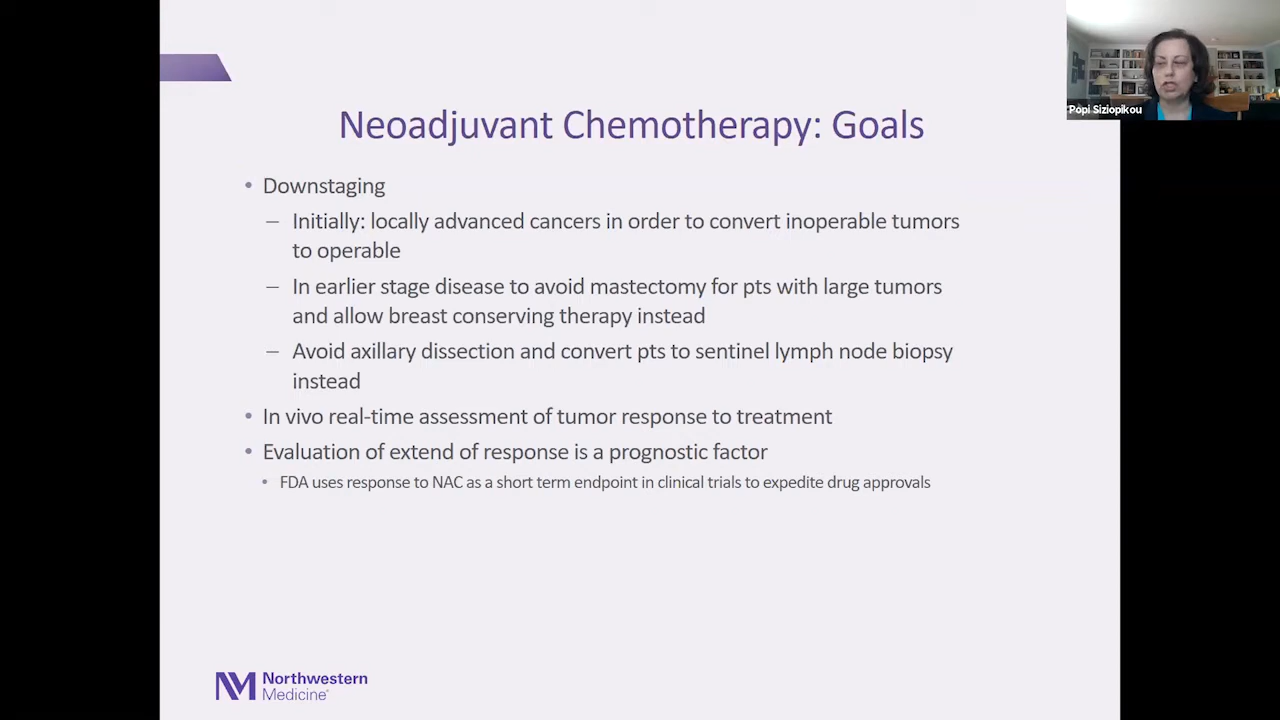 Popi Siziopikou
Neoadjuvant Chemotherapy: Goals
• Downstaging
– Initially: locally advanced cancers in order to convert inoperable tumors
to operable
– In earlier stage disease to avoid mastectomy for pts with large tumors
and allow breast conserving therapy instead
– Avoid axillary dissection and convert pts to sentinel lymph node biopsy
instead
• In vivo real-time assessment of tumor response to treatment
• Evaluation of extend of response is a prognostic factor
• FDA uses response to NAC as a short term endpoint in clinical trials to expedite drug approvals
NM Northwestern
Medicine®